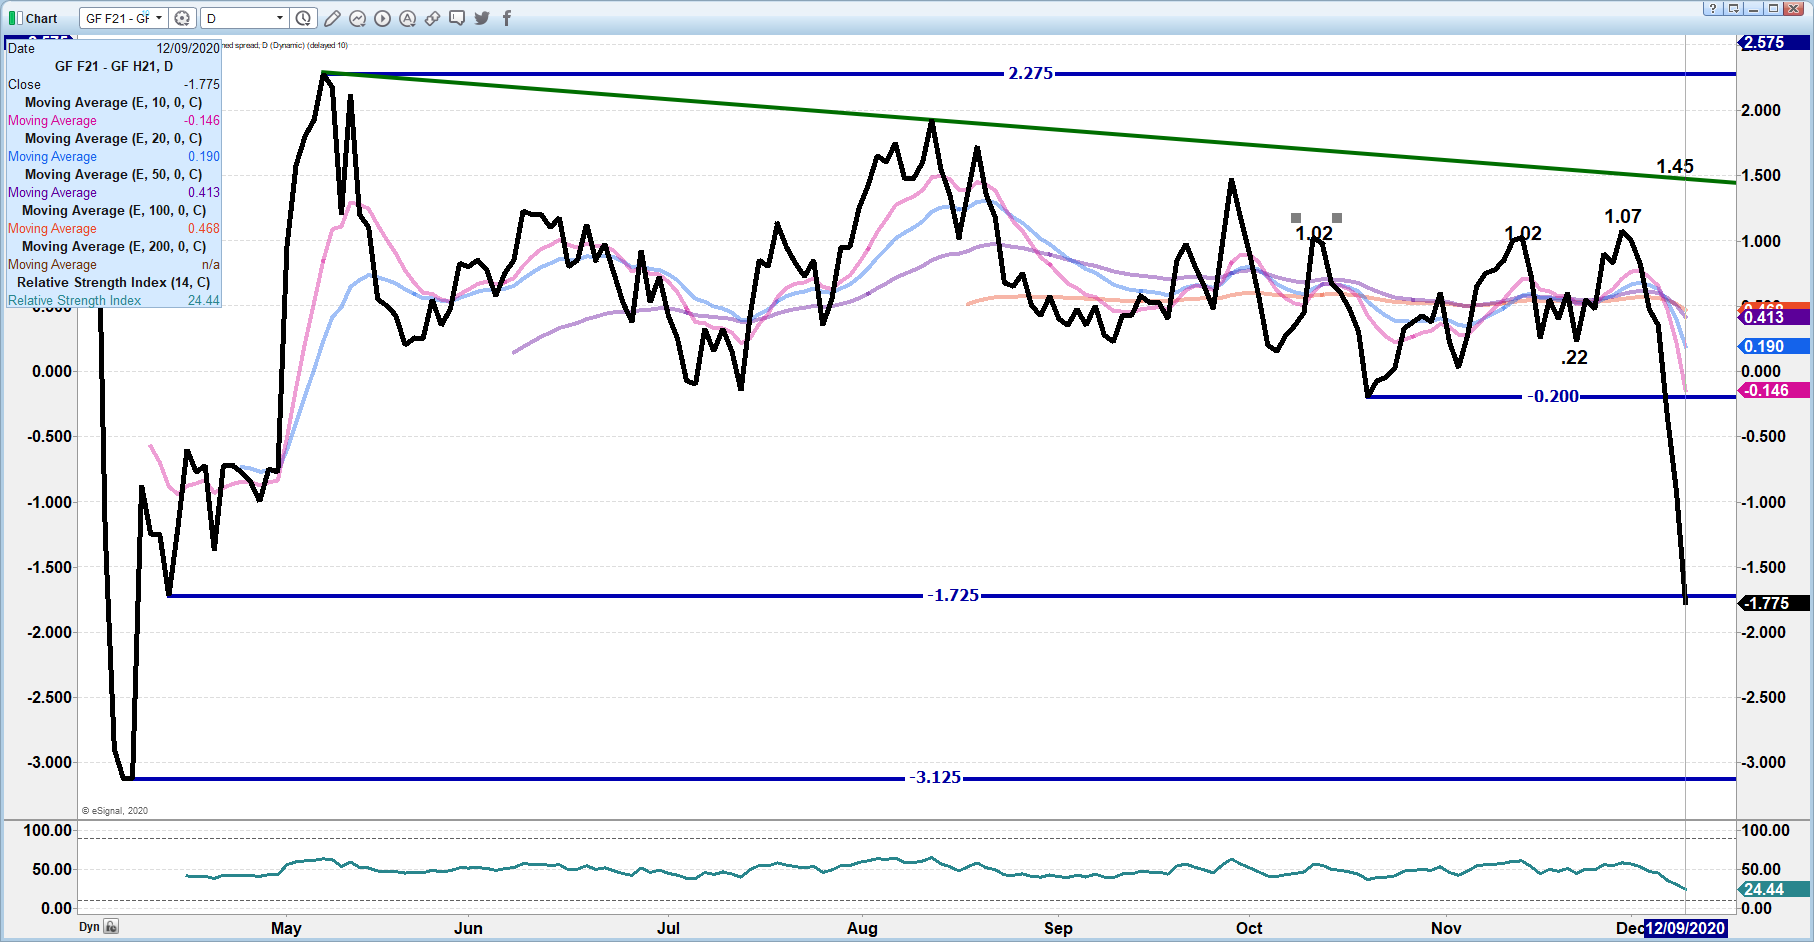 Chart
GF F21 - GF
D
2.575
Date 12/09/2020
ned spread, D (Dynamic) (delayed 10)
GF F21 - GF H21, D
Close -1.775
Moving Average (E, 10, 0, C)
Moving Average -0.146
Moving Average (E, 20, 0, C)
Moving Average 0.190
Moving Average (E, 50, 0, C)
Moving Average 0.413
Moving Average (E, 100, 0, C)
Moving Average 0.468
Moving Average (E, 200, 0, C)
Moving Average n/a
Relative Strength Index (14, C)
Relative Strength Index 24.44
2.275
2.000
1.45
1.500
1.07
1.02
1.02
1.000
0.413
0.190
.22
0.000
0.000
-0.146
-0.200
-0.500
-0.500
-1.000
-1.000
-1.500
-1.500
-1.725
-1.775
-2.000
-2.000
-2.500
-2.500
-3.000
-3.000
-3.125
© eSignal, 2020
100.00
100.00
50.00
50.00
24.44
0.00
0.00
Dyn
May
Jun
Jul
Aug
Sep
Oct
Nov
Dec
12/09/2020